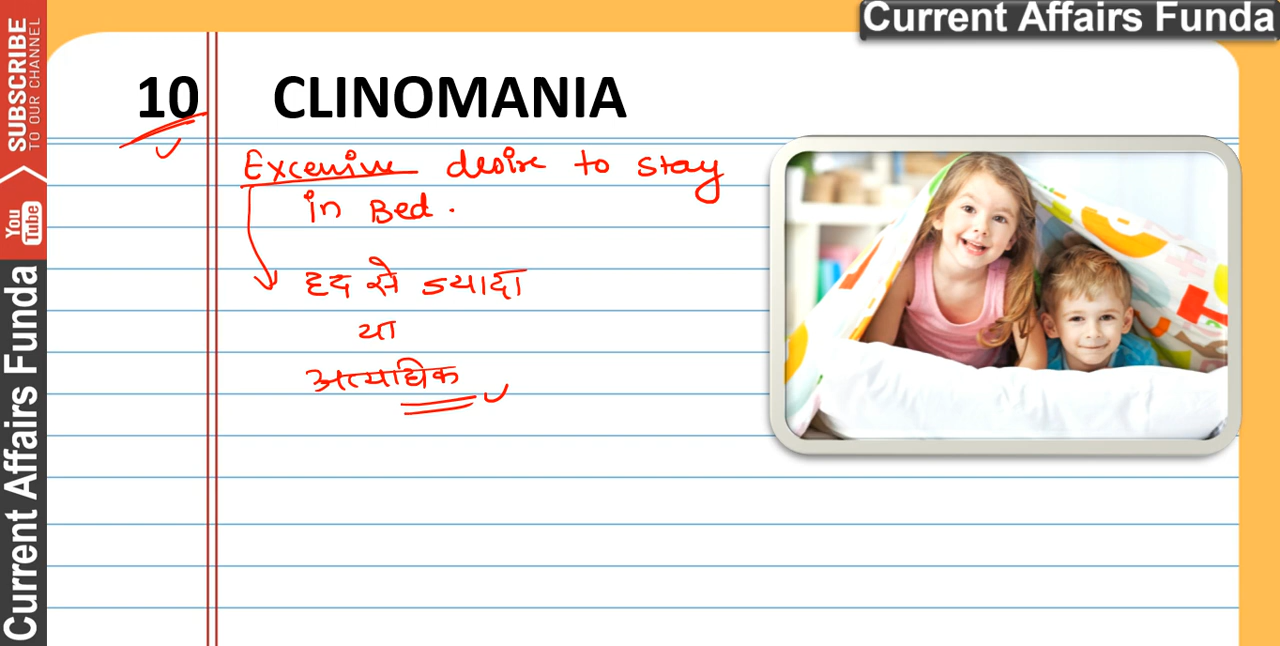 Current Affairs Funda
10 CLINOMANIA
Excessive desire to stay
in Bed.
हद से ज्यादा
या
अत्याधिक
SUBSCRIBE
TO OUR CHANNEL
You
Tube
Current Affairs Funda